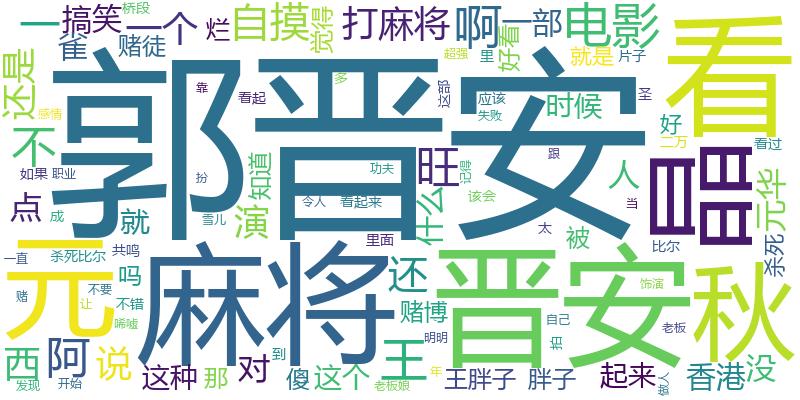 一
搞笑
一个
烂
自摸
觉得
打麻将
啊
一部
好看
电影
看
桥段
超强
里
雀
赌徒
就是
片子
还是
郭晋安
靠
多
这部
应该
失败
时候
圣
感情
看起
不
好
二万
看过
如果
职业
扮
功夫
跟
记得
人
晶晶
知道
旺
点
成
就
演
令人
看起来
什么
该会
当
元华
雪儿
太
被
比尔
杀死
一直
杀死比尔
共鸣
里面
元
麻将
还
晋安
秋
吗
赌
不要
让
不错
赌博
饰演
唏嘘
自己
明明
拍
老板
西
阿
说
对
到
王
没
发现
开始
这种
那
傻
这个
老板娘
年
王胖子
胖子
起来
做人
香港